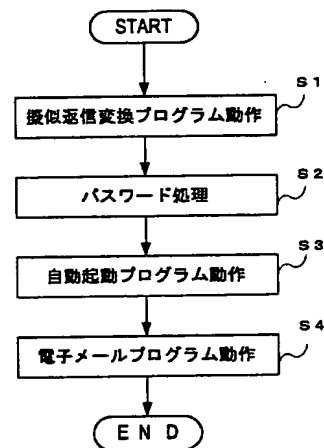 START
S1
擬似返信変換プログラム動作
S2
パスワード処理
S3
自動起動プログラム動作
S4
電子メールプログラム動作
END